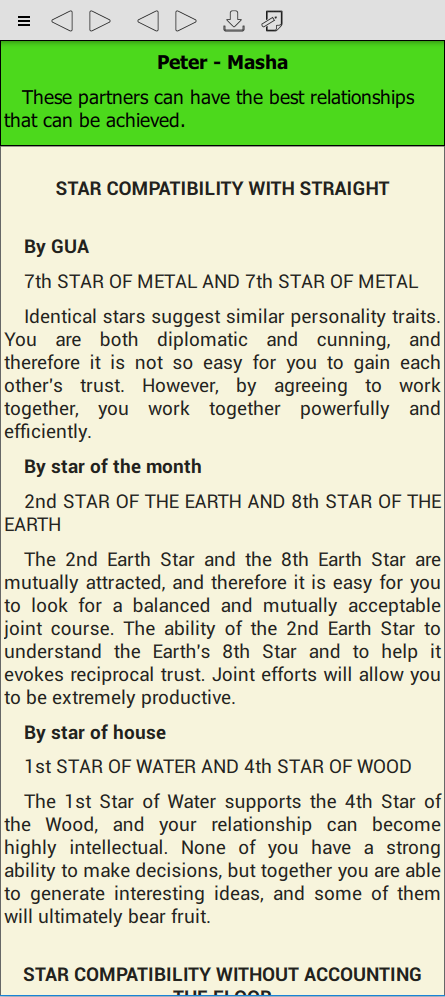 Peter - Masha
These partners can have the best relationships
that can be achieved.
STAR COMPATIBILITY WITH STRAIGHT
By GUA
7th STAR OF METAL AND 7th STAR OF METAL
Identical stars suggest similar personality traits.
You are both diplomatic and cunning, and
therefore it is not so easy for you to gain each
other's trust. However, by agreeing to work
together, you work together powerfully and
efficiently.
By star of the month
2nd STAR OF THE EARTH AND 8th STAR OF THE
EARTH
The 2nd Earth Star and the 8th Earth Star are
mutually attracted, and therefore it is easy for you
to look for a balanced and mutually acceptable
joint course. The ability of the 2nd Earth Star to
understand the Earth's 8th Star and to help it
evokes reciprocal trust. Joint efforts will allow you
to be extremely productive.
By star of house
1st STAR OF WATER AND 4th STAR OF WOOD
The 1st Star of Water supports the 4th Star of
the Wood, and your relationship can become
highly intellectual. None of you have a strong
ability to make decisions, but together you are able
to generate interesting ideas, and some of them
will ultimately bear fruit.
STAR COMPATIBILITY WITHOUT ACCOUNTING
THE FLOOR